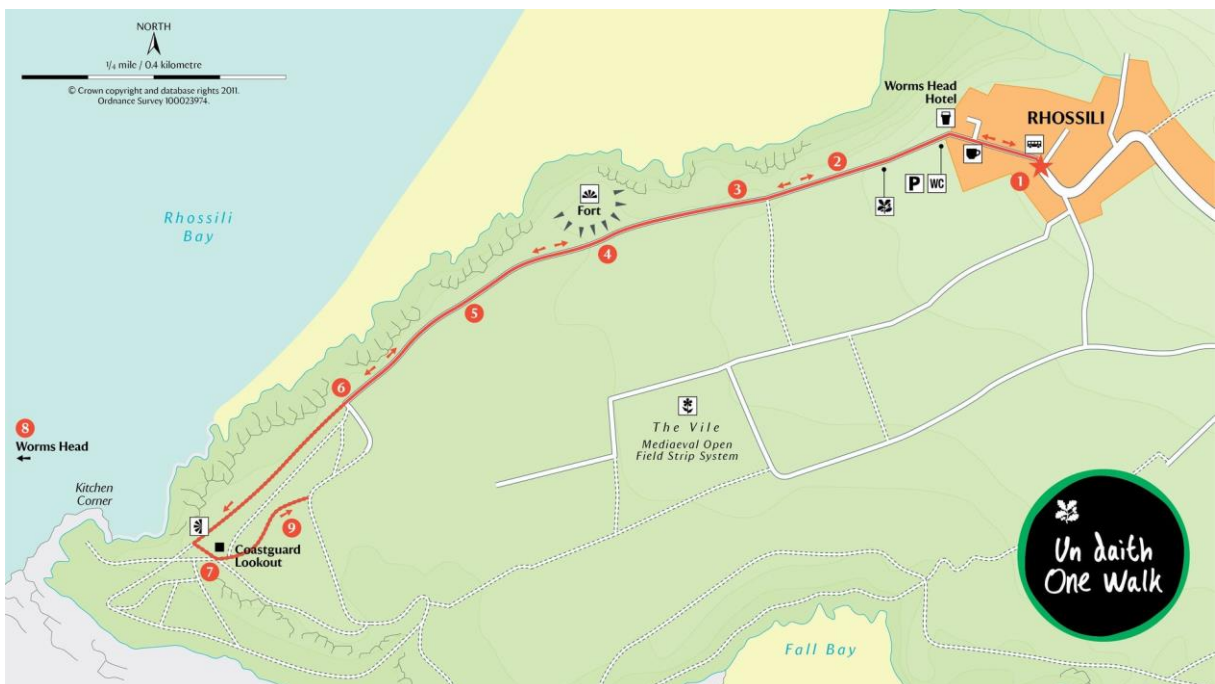 NORTH
1/4 mile / 0.4 kilometre
© Crown copyright and database rights 2011.
Ordnance Survey 100023974.
Worms Head
Hotel
RHOSSILI
1
2
P
WC
3
Fort
4
Rhossili
Bay
5
6
8
Worms Head
The Vile
Mediaeval Open
Field Strip System
Kitchen
Corner
9
Coastguard
Lookout
7
Un daith
One Walk
Fall Bay